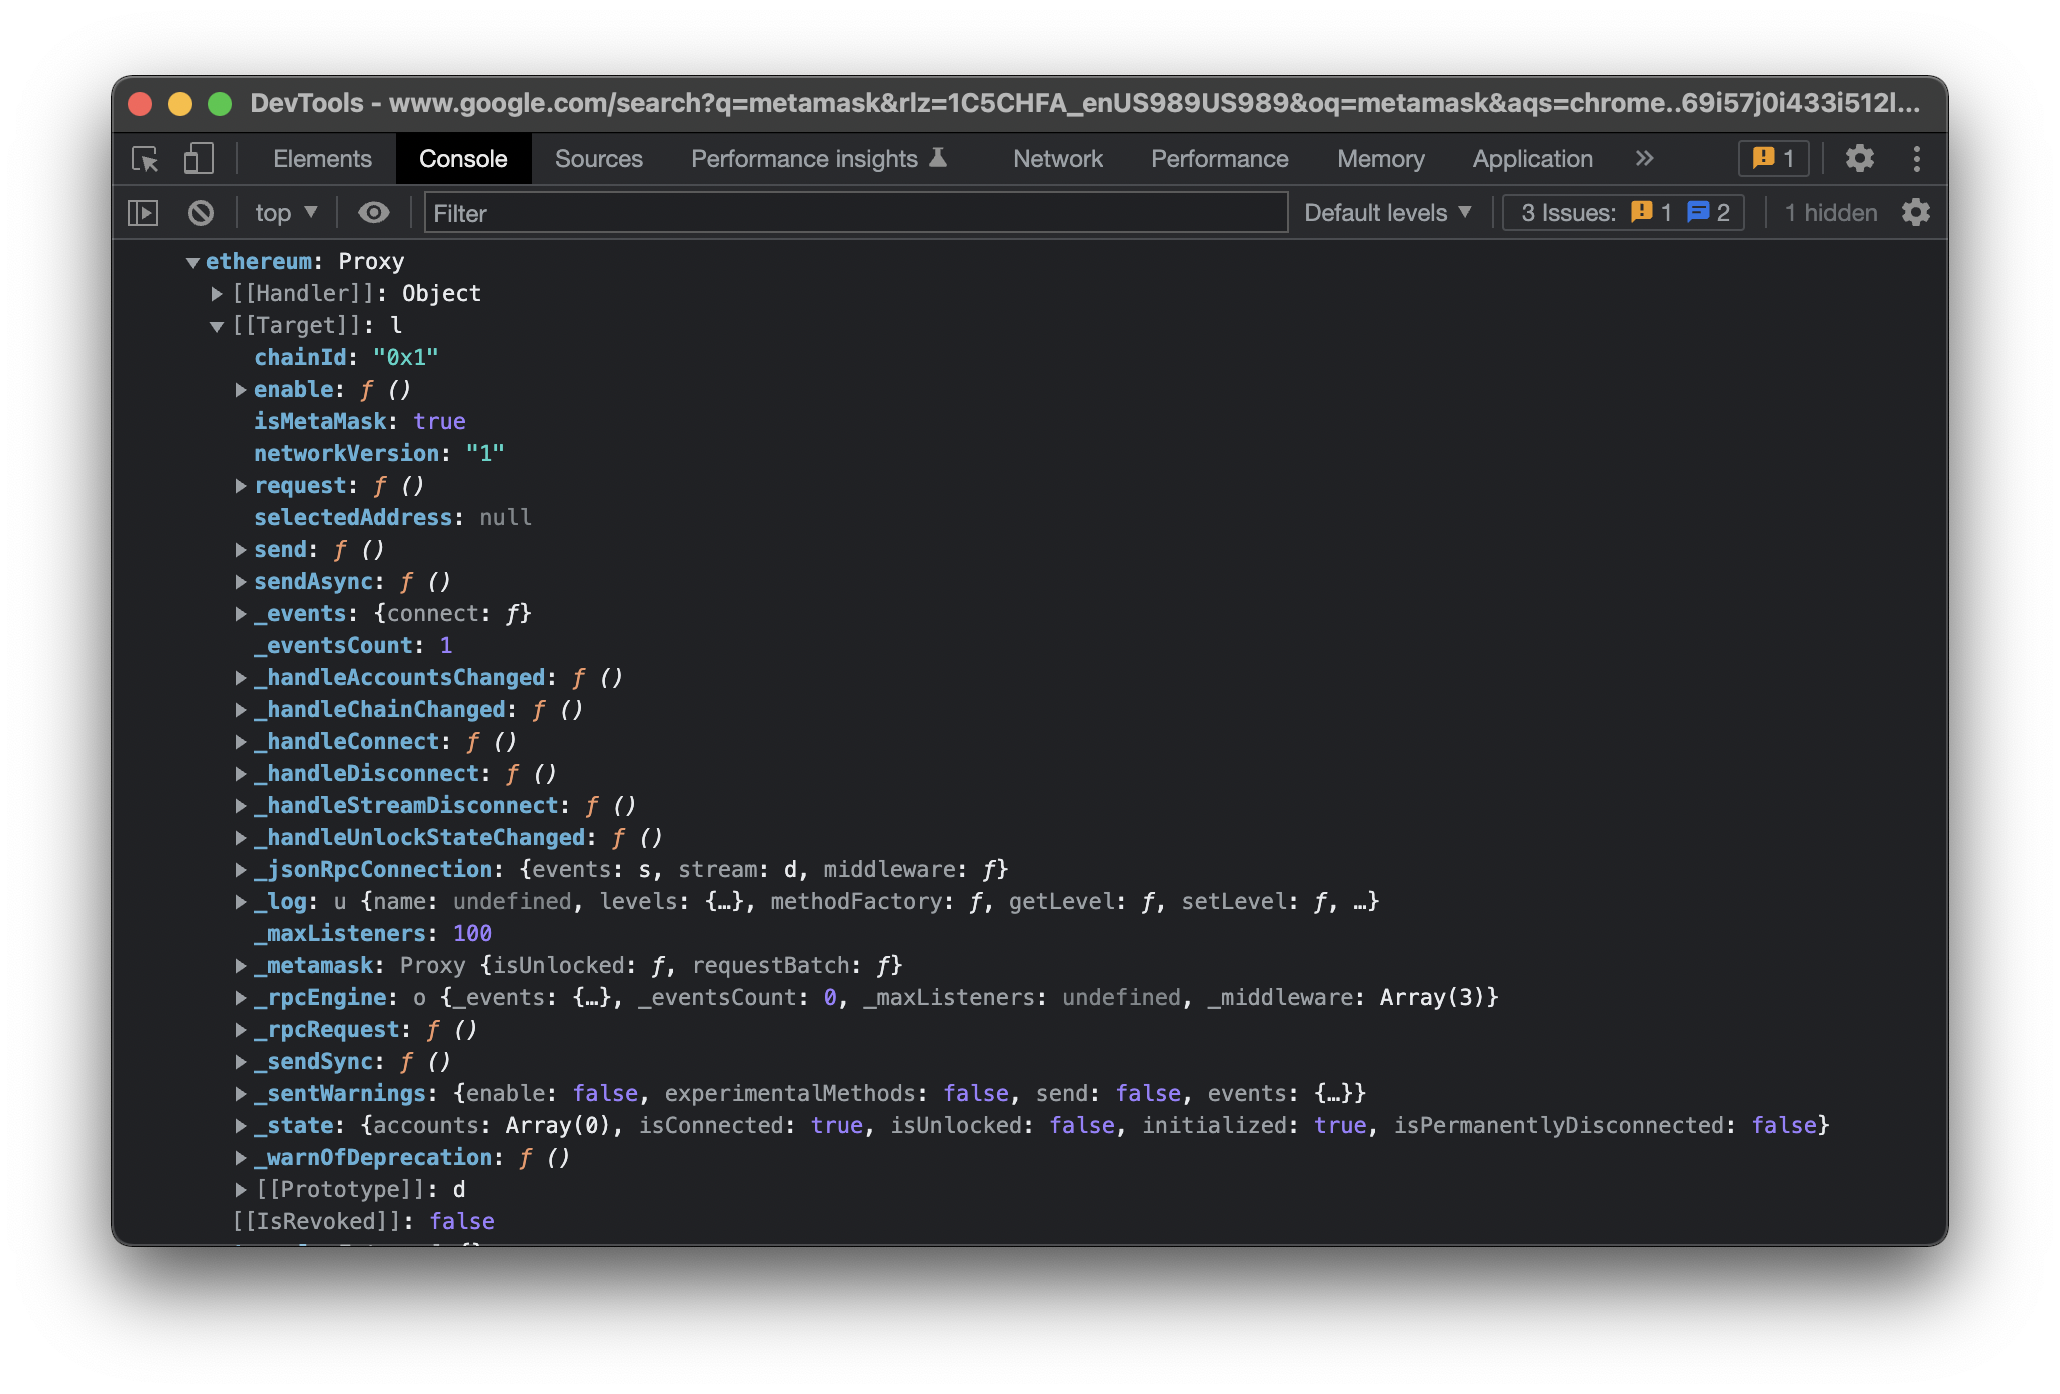 DevTools - www.google.com/search?q=metamask&rlz=1C5CHFA_enUS989US989&oq=metamask&aqs=chrome..69i57j0i433i512l...
Elements Console Sources Performance insights Network Performance Memory Application » 1
top ▼ Filter Default levels ▼ 3 Issues: 1 2 1 hidden
▼ ethereum: Proxy
▶ [[Handler]]: Object
▼ [[Target]]: l
chainId: "0x1"
▶ enable: ƒ ()
isMetaMask: true
networkVersion: "1"
▶ request: ƒ ()
selectedAddress: null
▶ send: ƒ ()
▶ sendAsync: ƒ ()
▶ _events: {connect: ƒ}
_eventsCount: 1
▶ _handleAccountsChanged: ƒ ()
▶ _handleChainChanged: ƒ ()
▶ _handleConnect: ƒ ()
▶ _handleDisconnect: ƒ ()
▶ _handleStreamDisconnect: ƒ ()
▶ _handleUnlockStateChanged: ƒ ()
▶ _jsonRpcConnection: {events: s, stream: d, middleware: ƒ}
▶ _log: u {name: undefined, levels: {…}, methodFactory: ƒ, getLevel: ƒ, setLevel: ƒ, …}
_maxListeners: 100
▶ _metamask: Proxy {isUnlocked: ƒ, requestBatch: ƒ}
▶ _rpcEngine: o {_events: {…}, _eventsCount: 0, _maxListeners: undefined, _middleware: Array(3)}
▶ _rpcRequest: ƒ ()
▶ _sendSync: ƒ ()
▶ _sentWarnings: {enable: false, experimentalMethods: false, send: false, events: {…}}
▶ _state: {accounts: Array(0), isConnected: true, isUnlocked: false, initialized: true, isPermanentlyDisconnected: false}
▶ _warnOfDeprecation: ƒ ()
▶ [[Prototype]]: d
[[IsRevoked]]: false